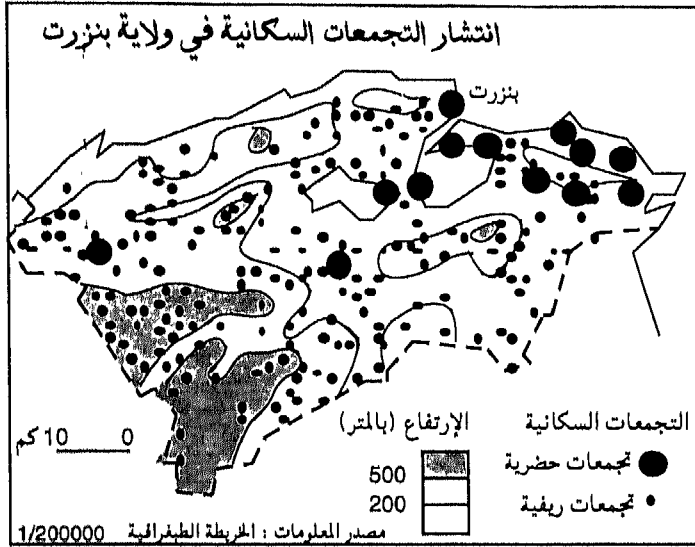 انتشار التجمعات السكانية في ولاية بنزرت
بنزرت
التجمعات السكانية
تجمعات حضرية
تجمعات ريفية
الإرتفاع (بالمتر)
500
200
10 كم 0
مصدر المعلومات : الخريطة الطبغرافية 1/200000